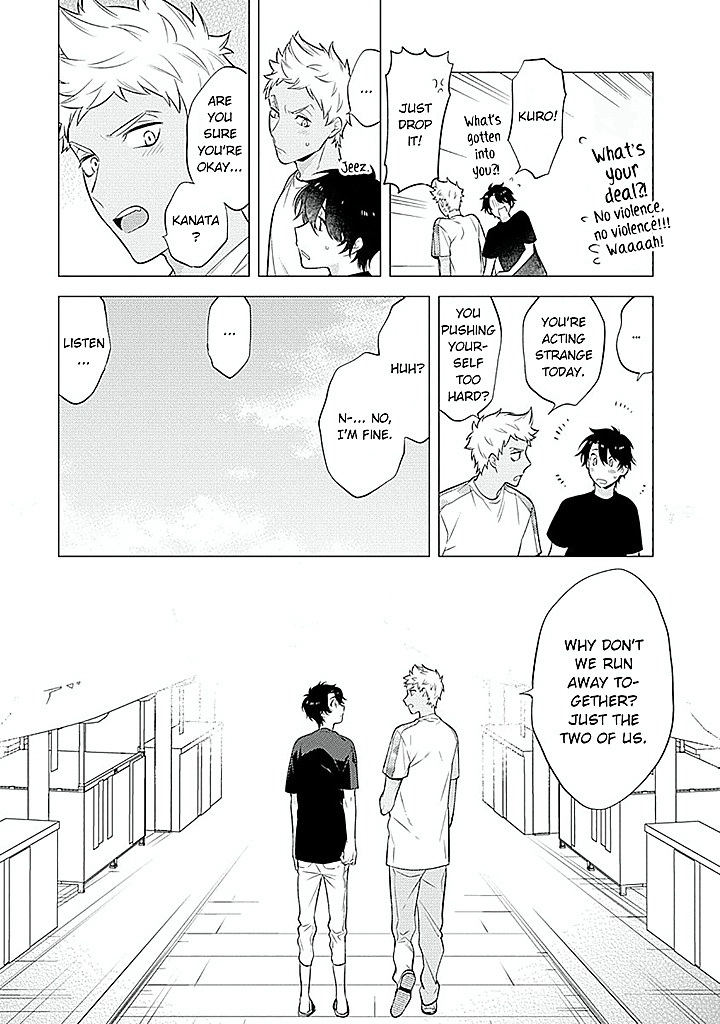 KURO!
What's
gotten
into
you?!
What's
your
deal?!
No violence,
no violence!!!
Waaaah!
JUST
DROP
IT!
...
Jeez.
ARE
YOU
SURE
YOU'RE
OKAY...
KANATA
?
...
YOU'RE
ACTING
STRANGE
TODAY.
YOU
PUSHING
YOUR-
SELF
TOO
HARD?
HUH?
N-... NO,
I'M FINE.
...
LISTEN
...
WHY DON'T
WE RUN
AWAY TO-
GETHER?
JUST THE
TWO OF US.